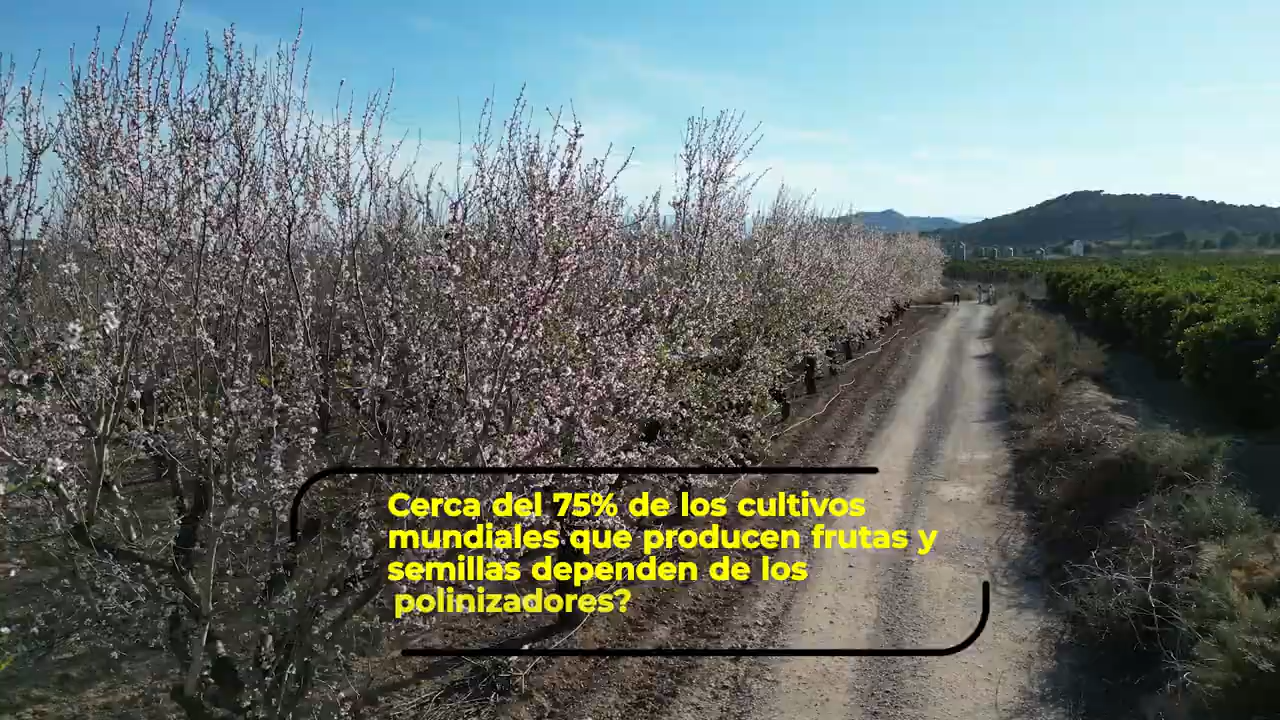 Cerca del 75% de los cultivos
mundiales que producen frutas y
semillas dependen de los
polinizadores?